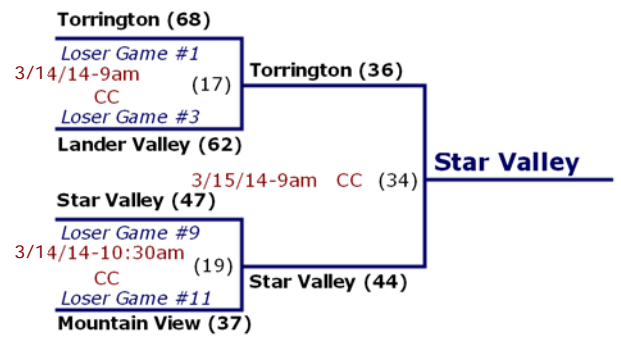 Torrington (68)
Loser Game #1
3/14/14-9am
CC
(17)
Loser Game #3
Lander Valley (62)
Torrington (36)
3/15/14-9am CC (34)
Star Valley
Star Valley (47)
Loser Game #9
3/14/14-10:30am
CC
(19)
Loser Game #11
Mountain View (37)
Star Valley (44)